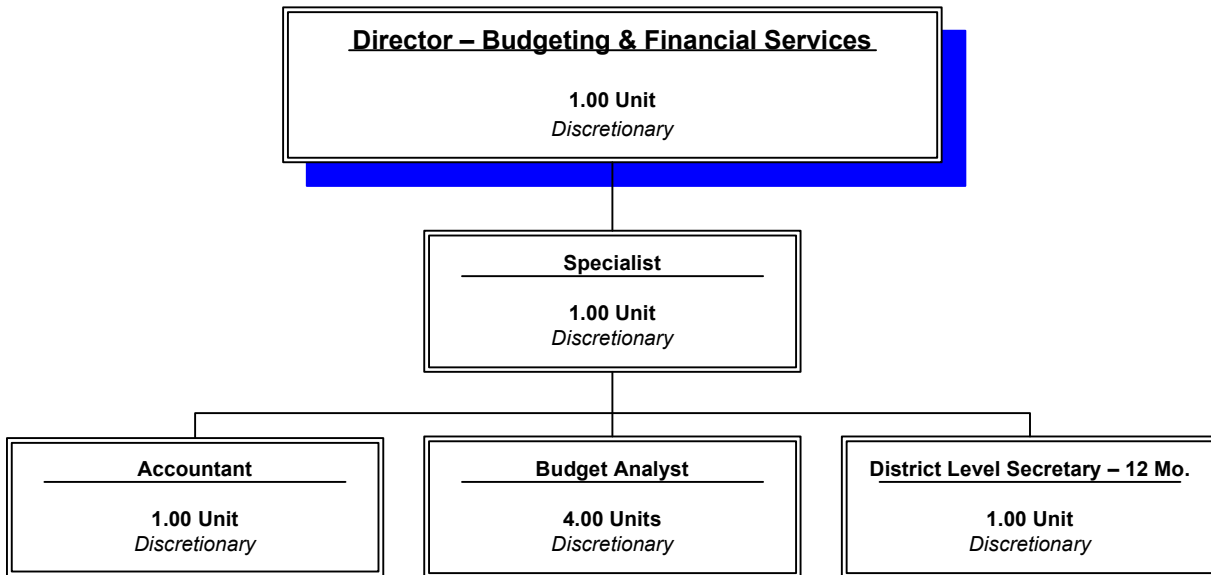 Director – Budgeting & Financial Services
1.00 Unit
Discretionary
Specialist
1.00 Unit
Discretionary
Accountant
1.00 Unit
Discretionary
Budget Analyst
4.00 Units
Discretionary
District Level Secretary – 12 Mo.
1.00 Unit
Discretionary